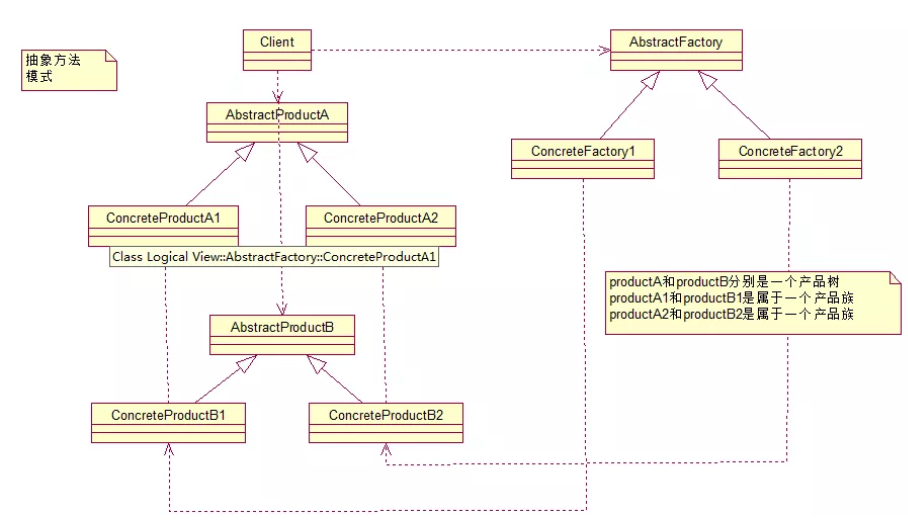 抽象方法
模式
Client
AbstractFactory
AbstractProductA
ConcreteFactory1
ConcreteFactory2
ConcreteProductA1
ConcreteProductA2
Class Logical View::AbstractFactory::ConcreteProductA1
productA和productB分别是一个产品树
productA1和productB1是属于一个产品族
productA2和productB2是属于一个产品族
AbstractProductB
ConcreteProductB1
ConcreteProductB2